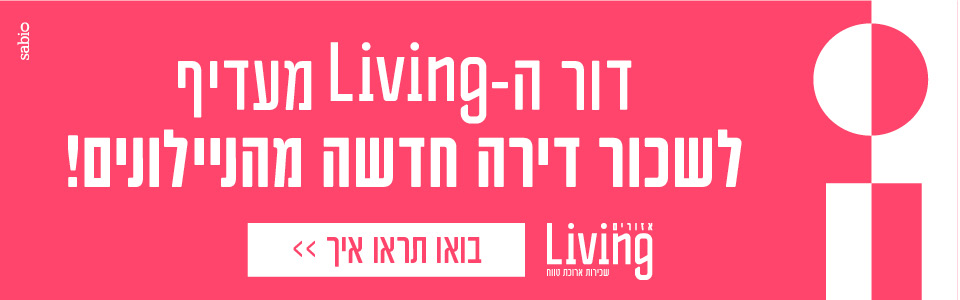 sabio
דור ה-Living מעדיף
לשכור דירה חדשה מהניילונים!
בואו תראו איך >>
אזורים
Living
שכירות ארוכת טווח